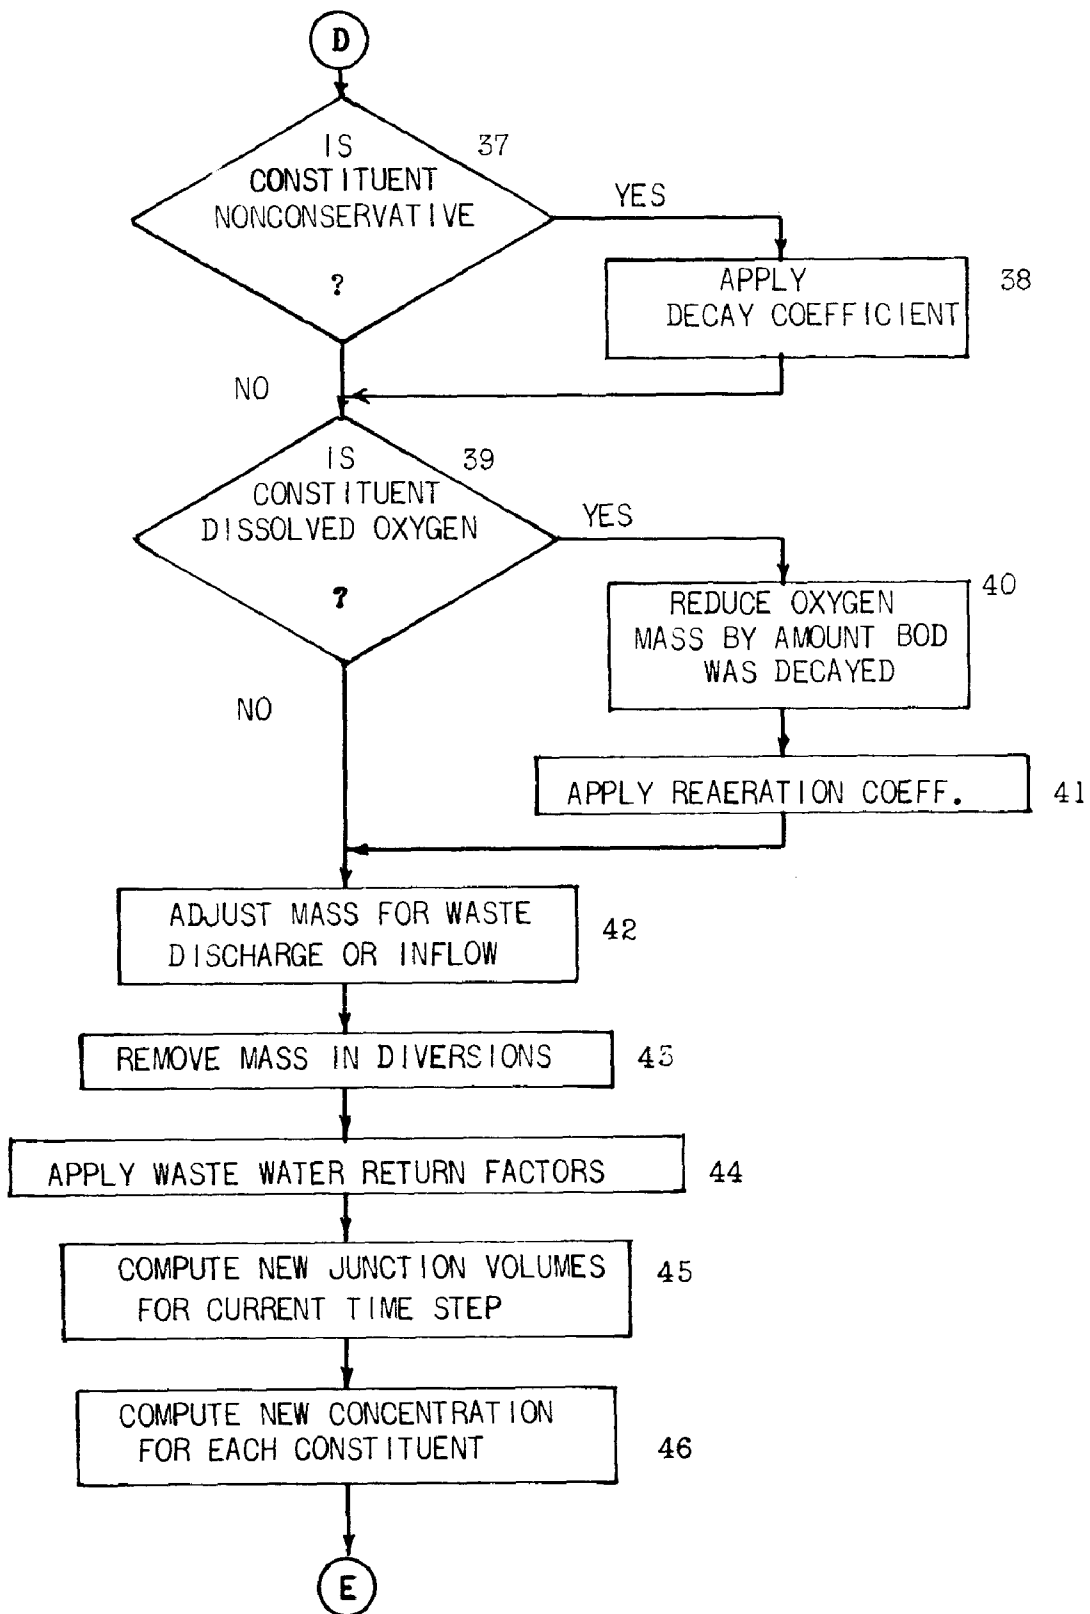 D
IS
CONSTITUENT
NONCONSERVATIVE
?
37
YES
APPLY
DECAY COEFFICIENT
38
NO
IS
CONSTITUENT
DISSOLVED OXYGEN
?
39
YES
REDUCE OXYGEN
MASS BY AMOUNT BOD
WAS DECAYED
40
NO
APPLY REAERATION COEFF.
41
ADJUST MASS FOR WASTE
DISCHARGE OR INFLOW
42
REMOVE MASS IN DIVERSIONS
43
APPLY WASTE WATER RETURN FACTORS
44
COMPUTE NEW JUNCTION VOLUMES
FOR CURRENT TIME STEP
45
COMPUTE NEW CONCENTRATION
FOR EACH CONSTITUENT
46
E